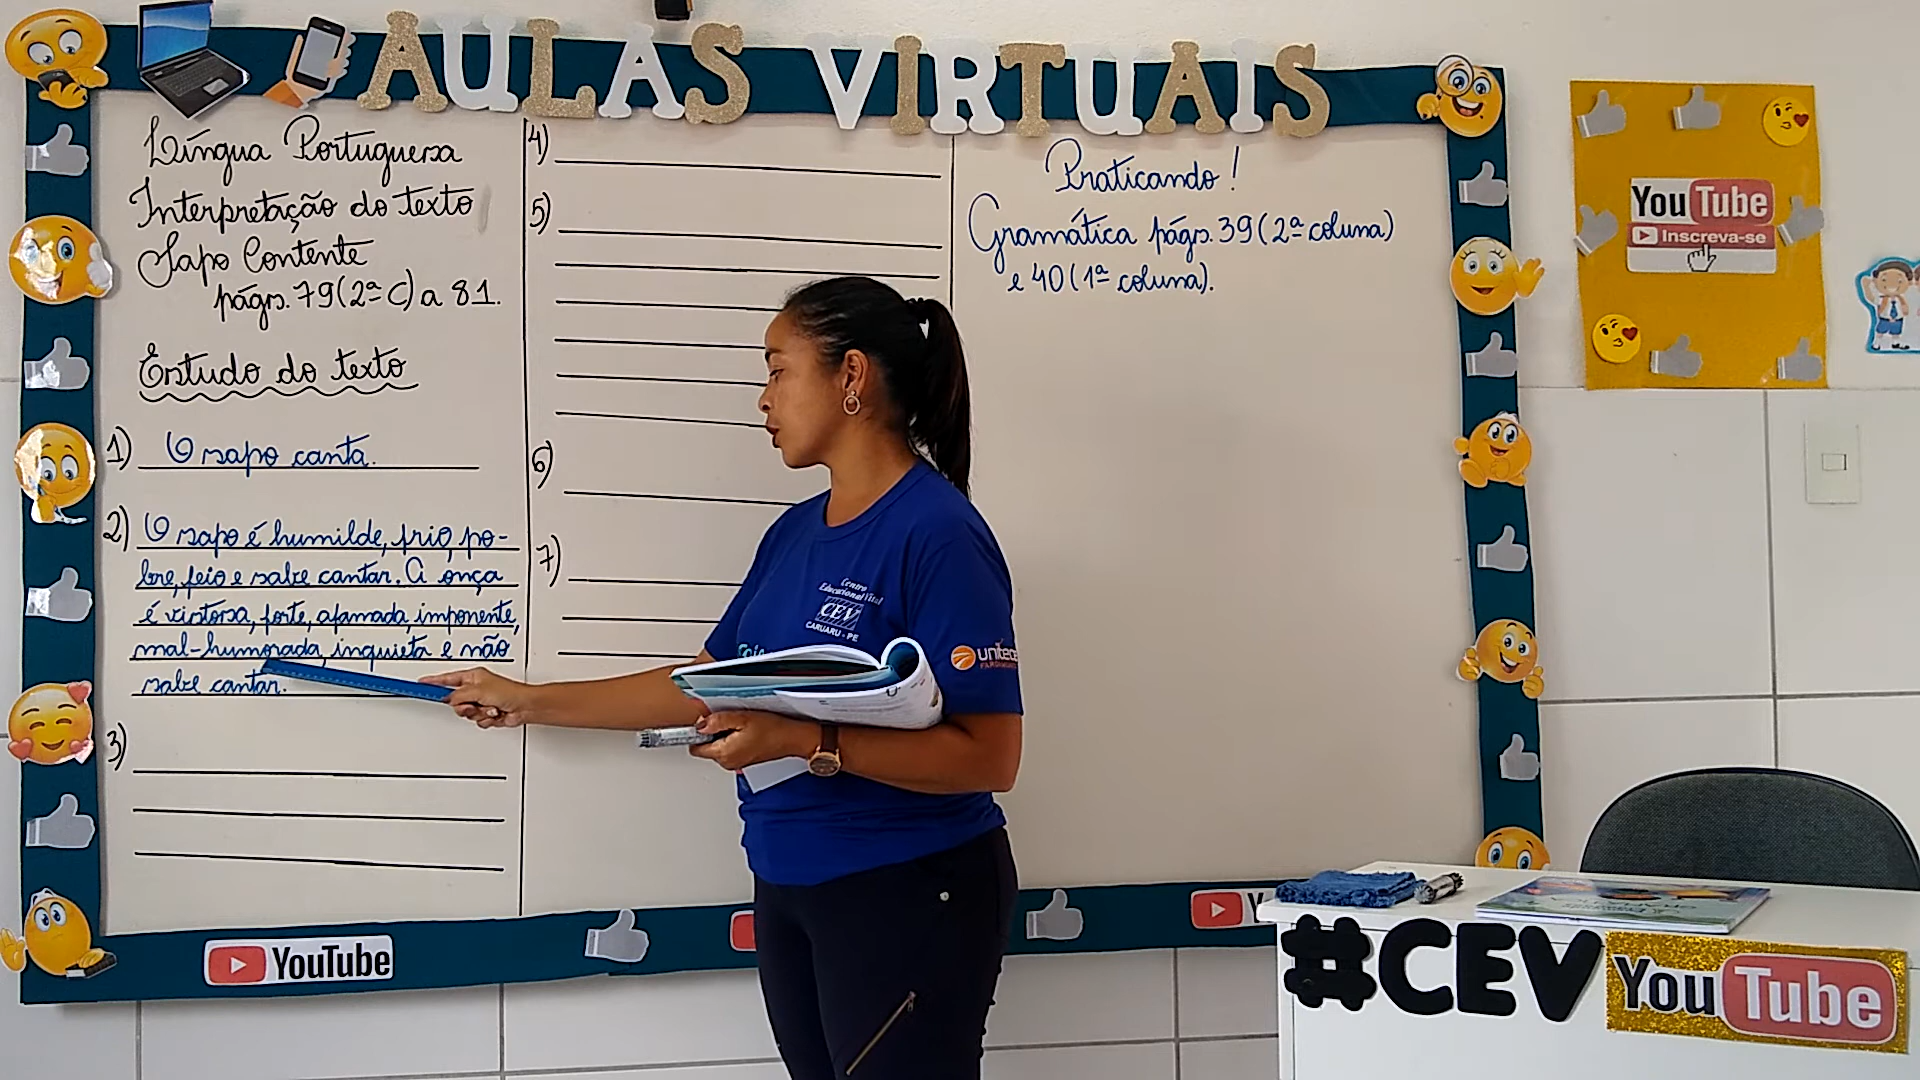 AULAS VIRTUAIS
Língua Portuguesa
Interpretação do texto
Sapo Contente
págs. 79 (2ª C) a 81.
Estudo do texto
1) O sapo canta.
2) O sapo é humilde, frio, po-
bre, feio e sabe cantar. A onça
é vistosa, forte, afamada, imponente,
mal-humorada, inquieta e não
sabe cantar.
3)
4)
5)
6)
7)
Praticando!
Gramática págs. 39 (2ª coluna)
e 40 (1ª coluna).
YouTube
Inscreva-se
Centro
Educacional Vital
CEV
CARUARU - PE
YouTube
#CEV
YouTube